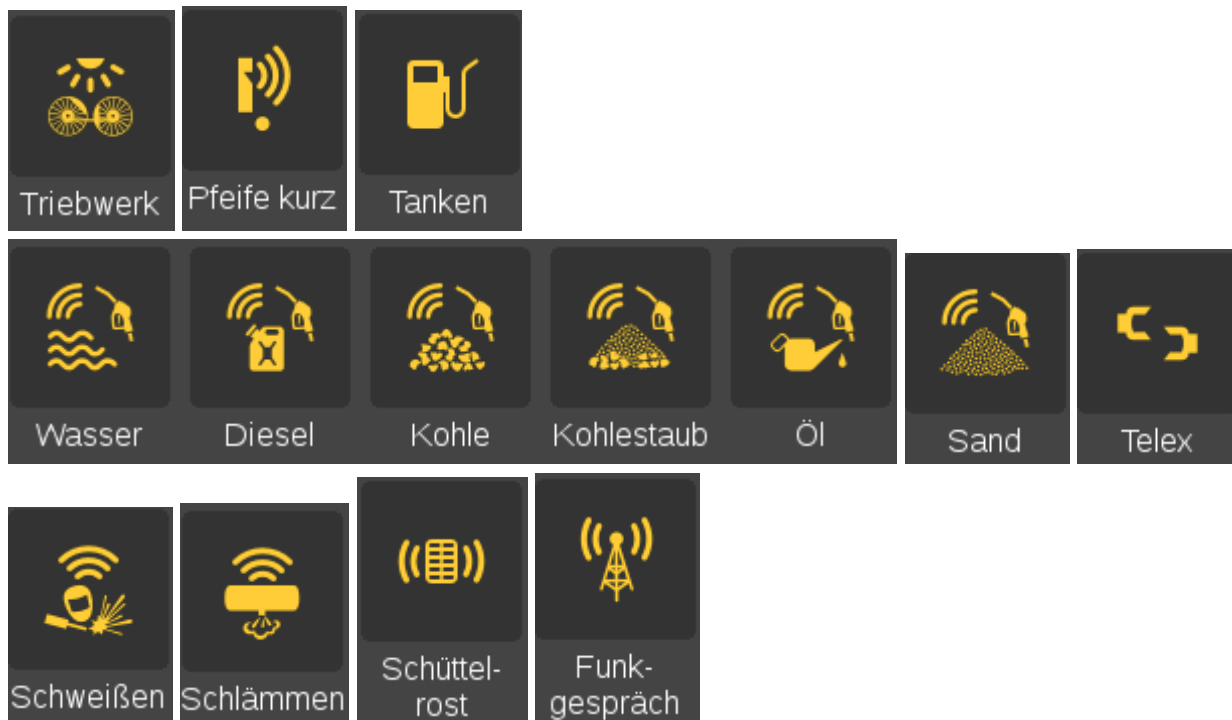 Triebwerk
Pfeife kurz
Tanken
Wasser
Diesel
Kohle
Kohlestaub
Öl
Sand
Telex
Schweißen
Schlämmen
Schüttel-
rost
Funk-
gespräch